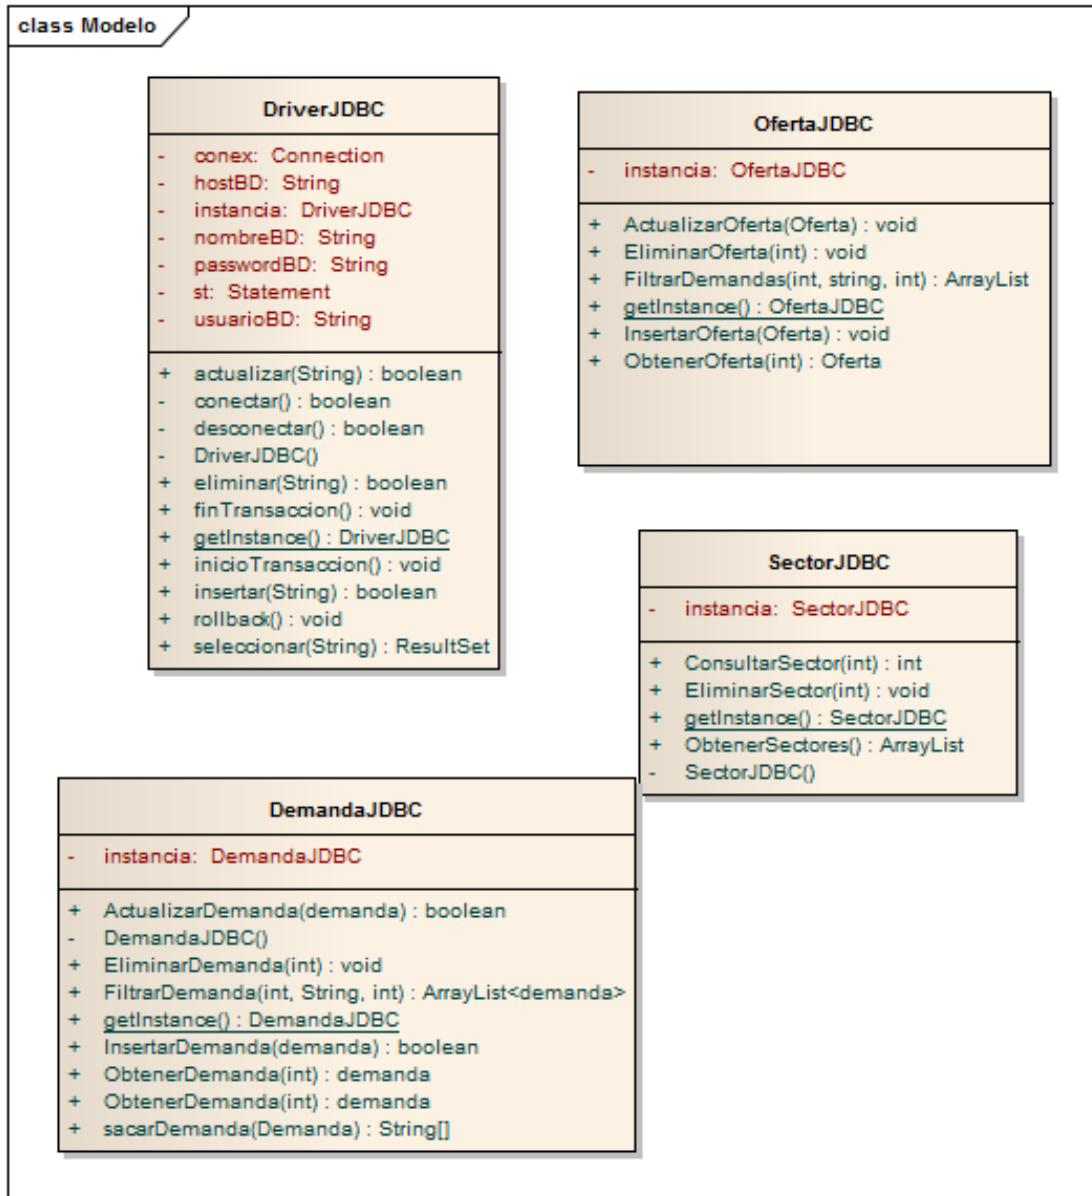 class Modelo
DriverJDBC
- conex: Connection
- hostBD: String
- instancia: DriverJDBC
- nombreBD: String
- passwordBD: String
- st: Statement
- usuarioBD: String
+ actualizar(String) : boolean
- conectar() : boolean
- desconectar() : boolean
- DriverJDBC()
+ eliminar(String) : boolean
+ finTransaccion() : void
+ getInstance() : DriverJDBC
+ inicioTransaccion() : void
+ insertar(String) : boolean
+ rollback() : void
+ seleccionar(String) : ResultSet
OfertaJDBC
- instancia: OfertaJDBC
+ ActualizarOferta(Oferta) : void
+ EliminarOferta(int) : void
+ FiltrarDemandas(int, string, int) : ArrayList
+ getInstance() : OfertaJDBC
+ InsertarOferta(Oferta) : void
+ ObtenerOferta(int) : Oferta
SectorJDBC
- instancia: SectorJDBC
+ ConsultarSector(int) : int
+ EliminarSector(int) : void
+ getInstance() : SectorJDBC
+ ObtenerSectores() : ArrayList
- SectorJDBC()
DemandaJDBC
- instancia: DemandaJDBC
+ ActualizarDemanda(demanda) : boolean
- DemandaJDBC()
+ EliminarDemanda(int) : void
+ FiltrarDemanda(int, String, int) : ArrayList<demanda>
+ getInstance() : DemandaJDBC
+ InsertarDemanda(demanda) : boolean
+ ObtenerDemanda(int) : demanda
+ ObtenerDemanda(int) : demanda
+ sacarDemanda(Demanda) : String[]